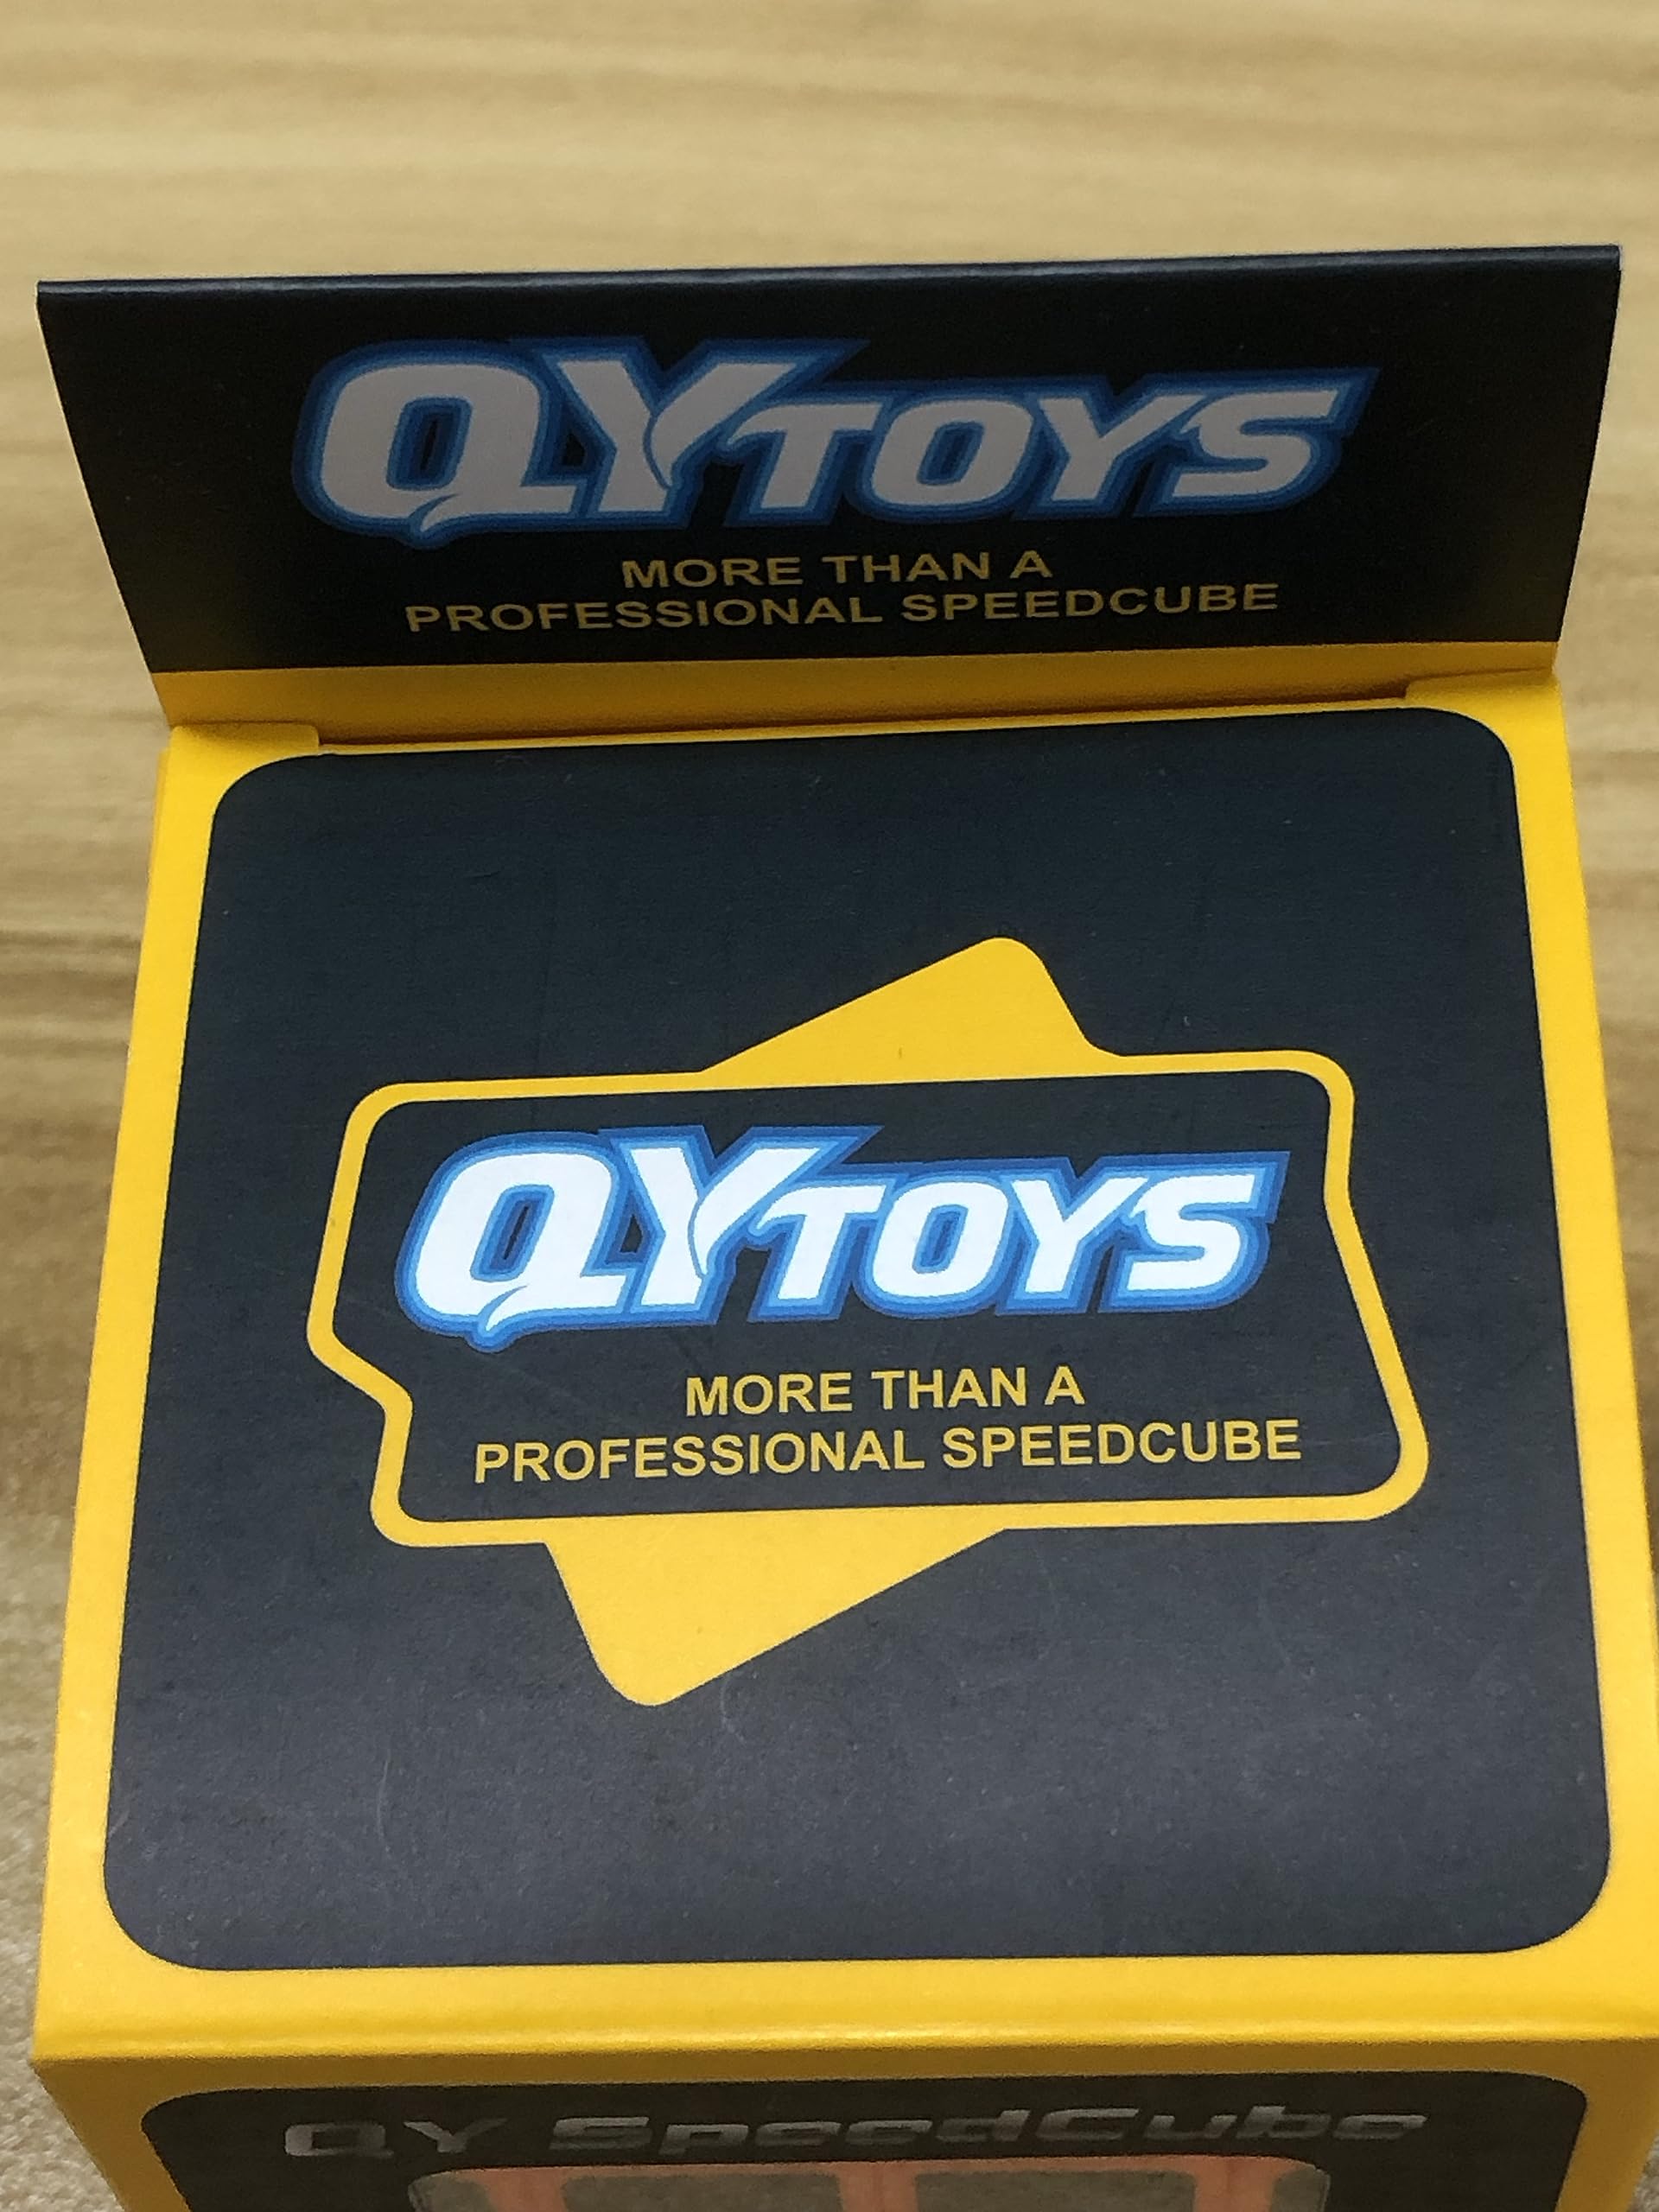 QYTOYS
MORE THAN A
PROFESSIONAL SPEEDCUBE
QYTOYS
MORE THAN A
PROFESSIONAL SPEEDCUBE
QY SpeedCube